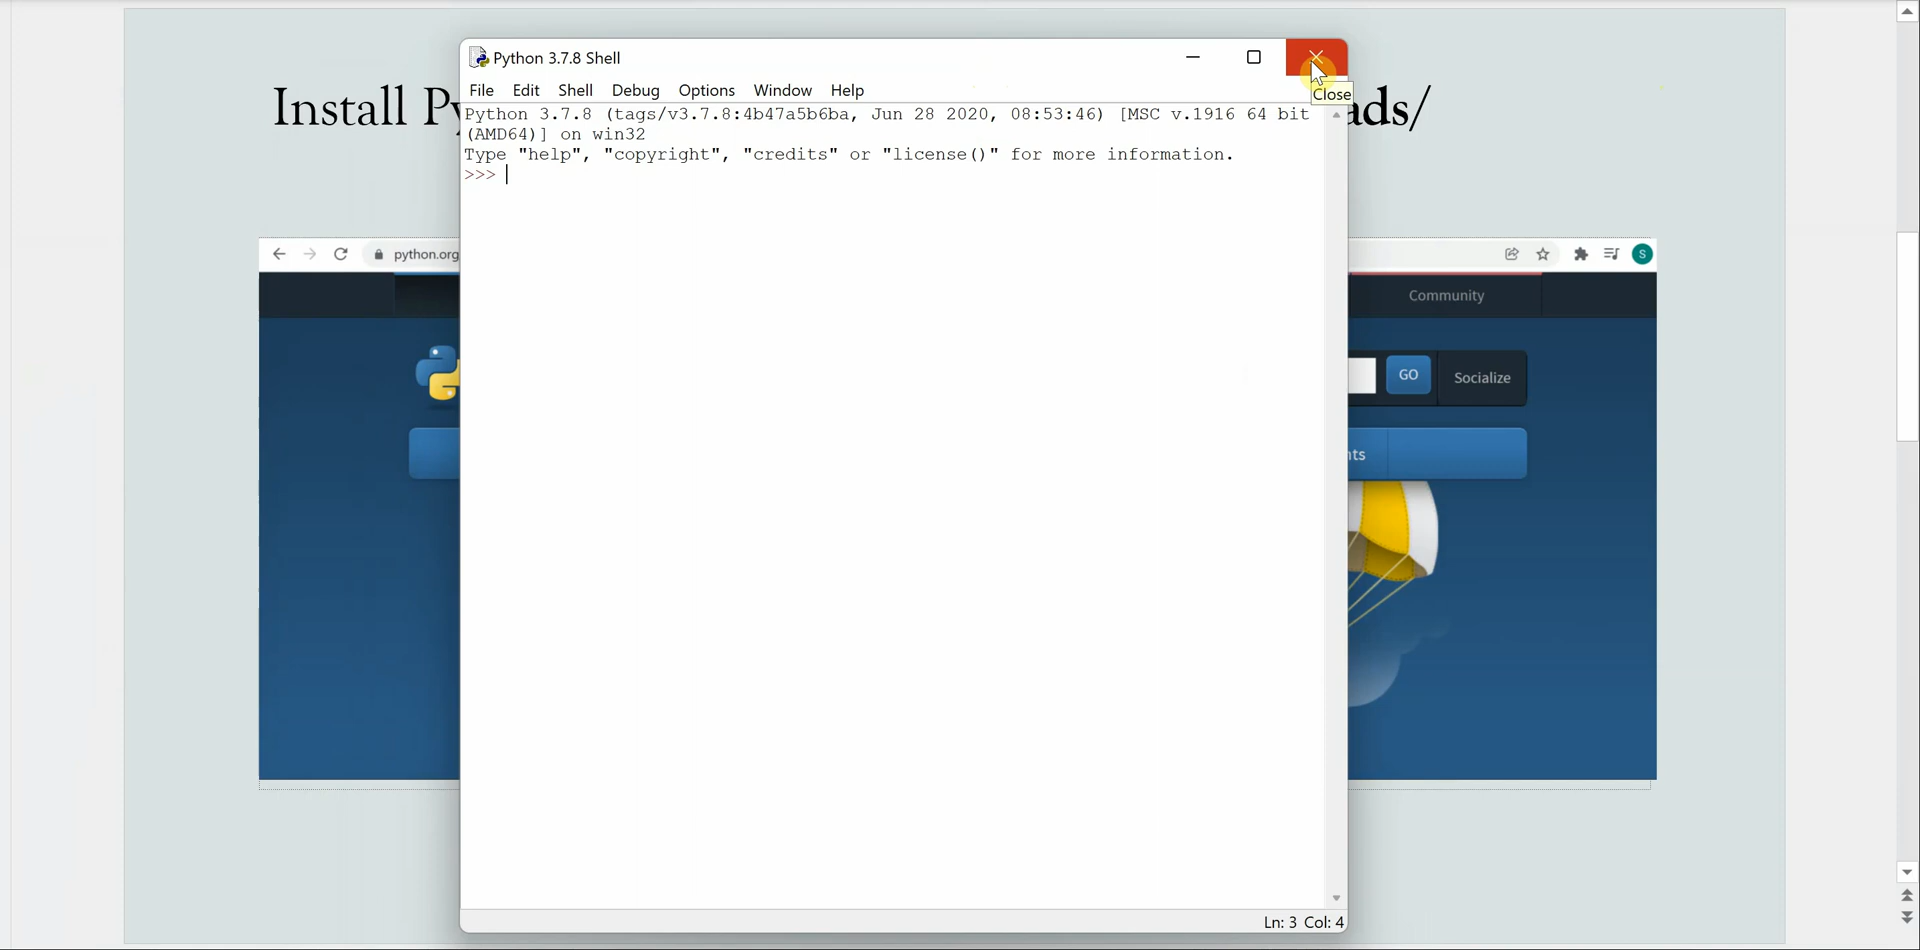 Python 3.7.8 Shell
File Edit Shell Debug Options Window Help
Close
Install Py
ads/
Python 3.7.8 (tags/v3.7.8:4b47a5b6ba, Jun 28 2020, 08:53:46) [MSC v.1916 64 bit
(AMD64)] on win32
Type "help", "copyright", "credits" or "license()" for more information.
>>>
python.org
S
Community
GO
Socialize
nts
Ln: 3 Col: 4